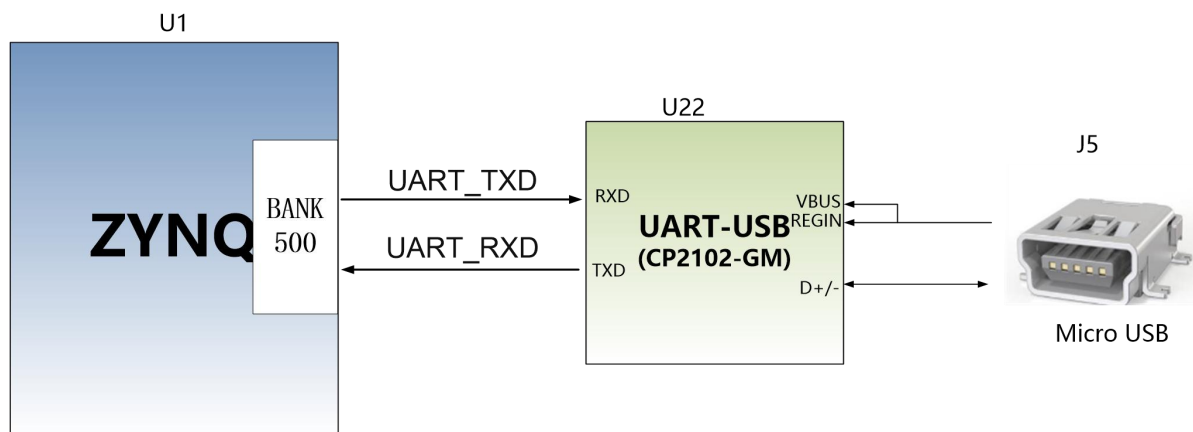 U1
ZYNQ
BANK
500
UART_TXD
UART_RXD
U22
RXD
TXD
UART-USB
(CP2102-GM)
VBUS
REGIN
D+/-
J5
Micro USB